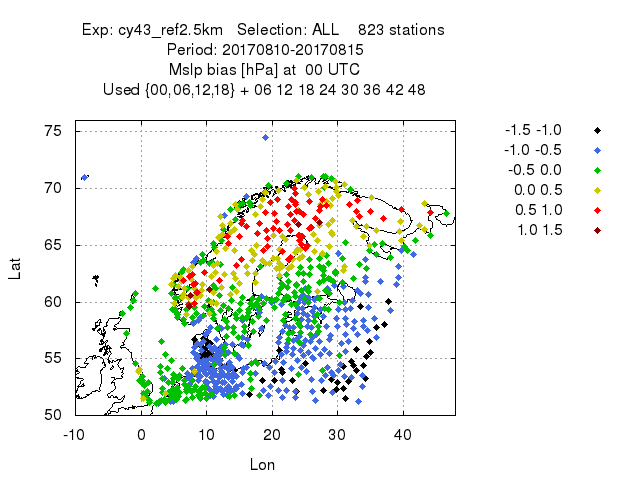 Exp: cy43_ref2.5km   Selection: ALL    823 stations
Period: 20170810-20170815
Mslp bias [hPa] at  00 UTC
Used {00,06,12,18} + 06 12 18 24 30 36 42 48
-1.5 -1.0
-1.0 -0.5
-0.5 0.0
0.0 0.5
0.5 1.0
1.0 1.5
75
70
65
60
55
50
Lat
-10 0 10 20 30 40
Lon